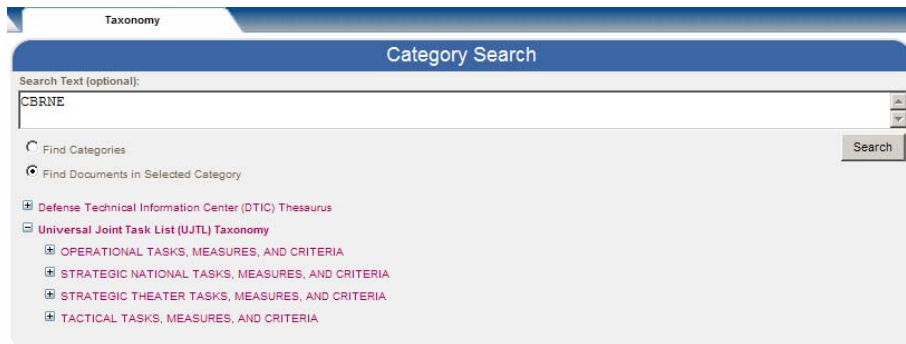 Taxonomy
Category Search
Search Text (optional):
CBRNE
Find Categories
Search
Find Documents in Selected Category
Defense Technical Information Center (DTIC) Thesaurus
Universal Joint Task List (UJTL) Taxonomy
OPERATIONAL TASKS, MEASURES, AND CRITERIA
STRATEGIC NATIONAL TASKS, MEASURES, AND CRITERIA
STRATEGIC THEATER TASKS, MEASURES, AND CRITERIA
TACTICAL TASKS, MEASURES, AND CRITERIA